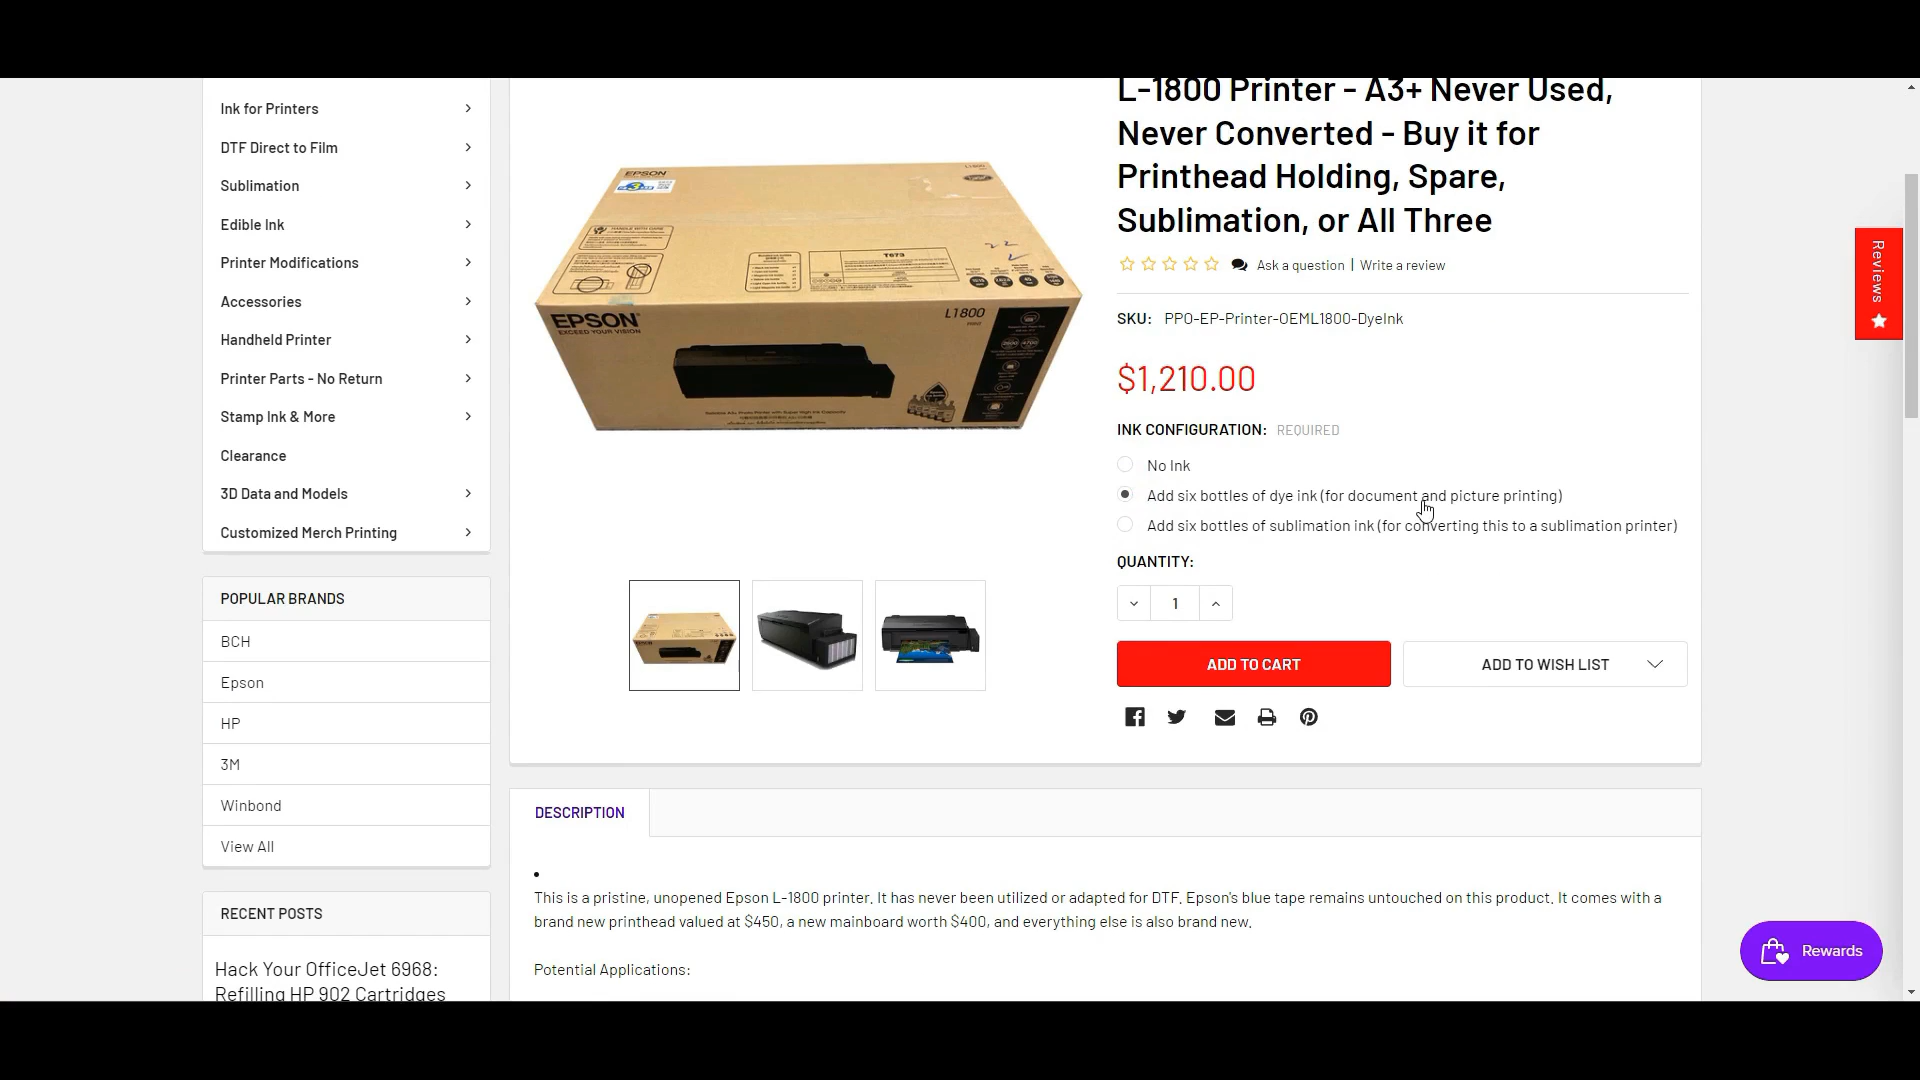 Ink for Printers
DTF Direct to Film
Sublimation
Edible Ink
Printer Modifications
Accessories
Handheld Printer
Printer Parts - No Return
Stamp Ink & More
Clearance
3D Data and Models
Customized Merch Printing
POPULAR BRANDS
BCH
Epson
HP
3M
Winbond
View All
RECENT POSTS
Hack Your OfficeJet 6968:
Refilling HP 902 Cartridges
EPSON
HANDLE WITH CARE
T673
EPSON
EXCEED YOUR VISION
L1800
L-1800 Printer - A3+ Never Used,
Never Converted - Buy it for
Printhead Holding, Spare,
Sublimation, or All Three
Ask a question | Write a review
SKU: PPO-EP-Printer-OEML1800-DyeInk
$1,210.00
INK CONFIGURATION: REQUIRED
No Ink
Add six bottles of dye ink (for document and picture printing)
Add six bottles of sublimation ink (for converting this to a sublimation printer)
QUANTITY:
1
ADD TO CART
ADD TO WISH LIST
DESCRIPTION
This is a pristine, unopened Epson L-1800 printer. It has never been utilized or adapted for DTF. Epson's blue tape remains untouched on this product. It comes with a
brand new printhead valued at $450, a new mainboard worth $400, and everything else is also brand new.
Potential Applications:
Reviews
Rewards